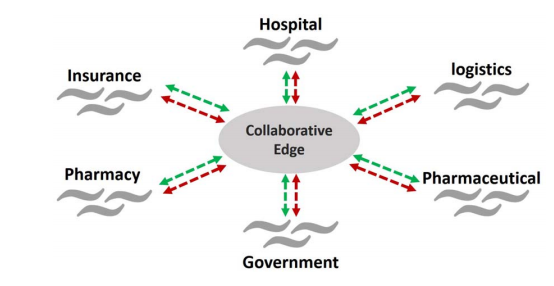 Hospital
Insurance
logistics
Collaborative
Edge
Pharmacy
Pharmaceutical
Government